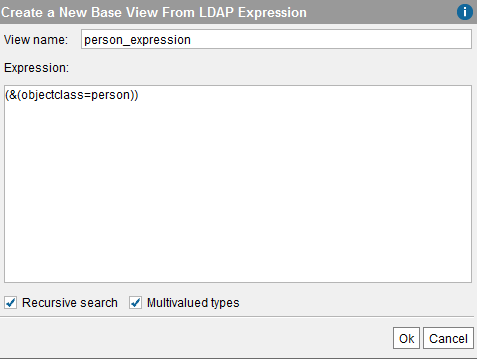 Create a New Base View From LDAP Expression i
View name: person_expression
Expression:
(&(objectclass=person))
Recursive search Multivalued types
Ok Cancel